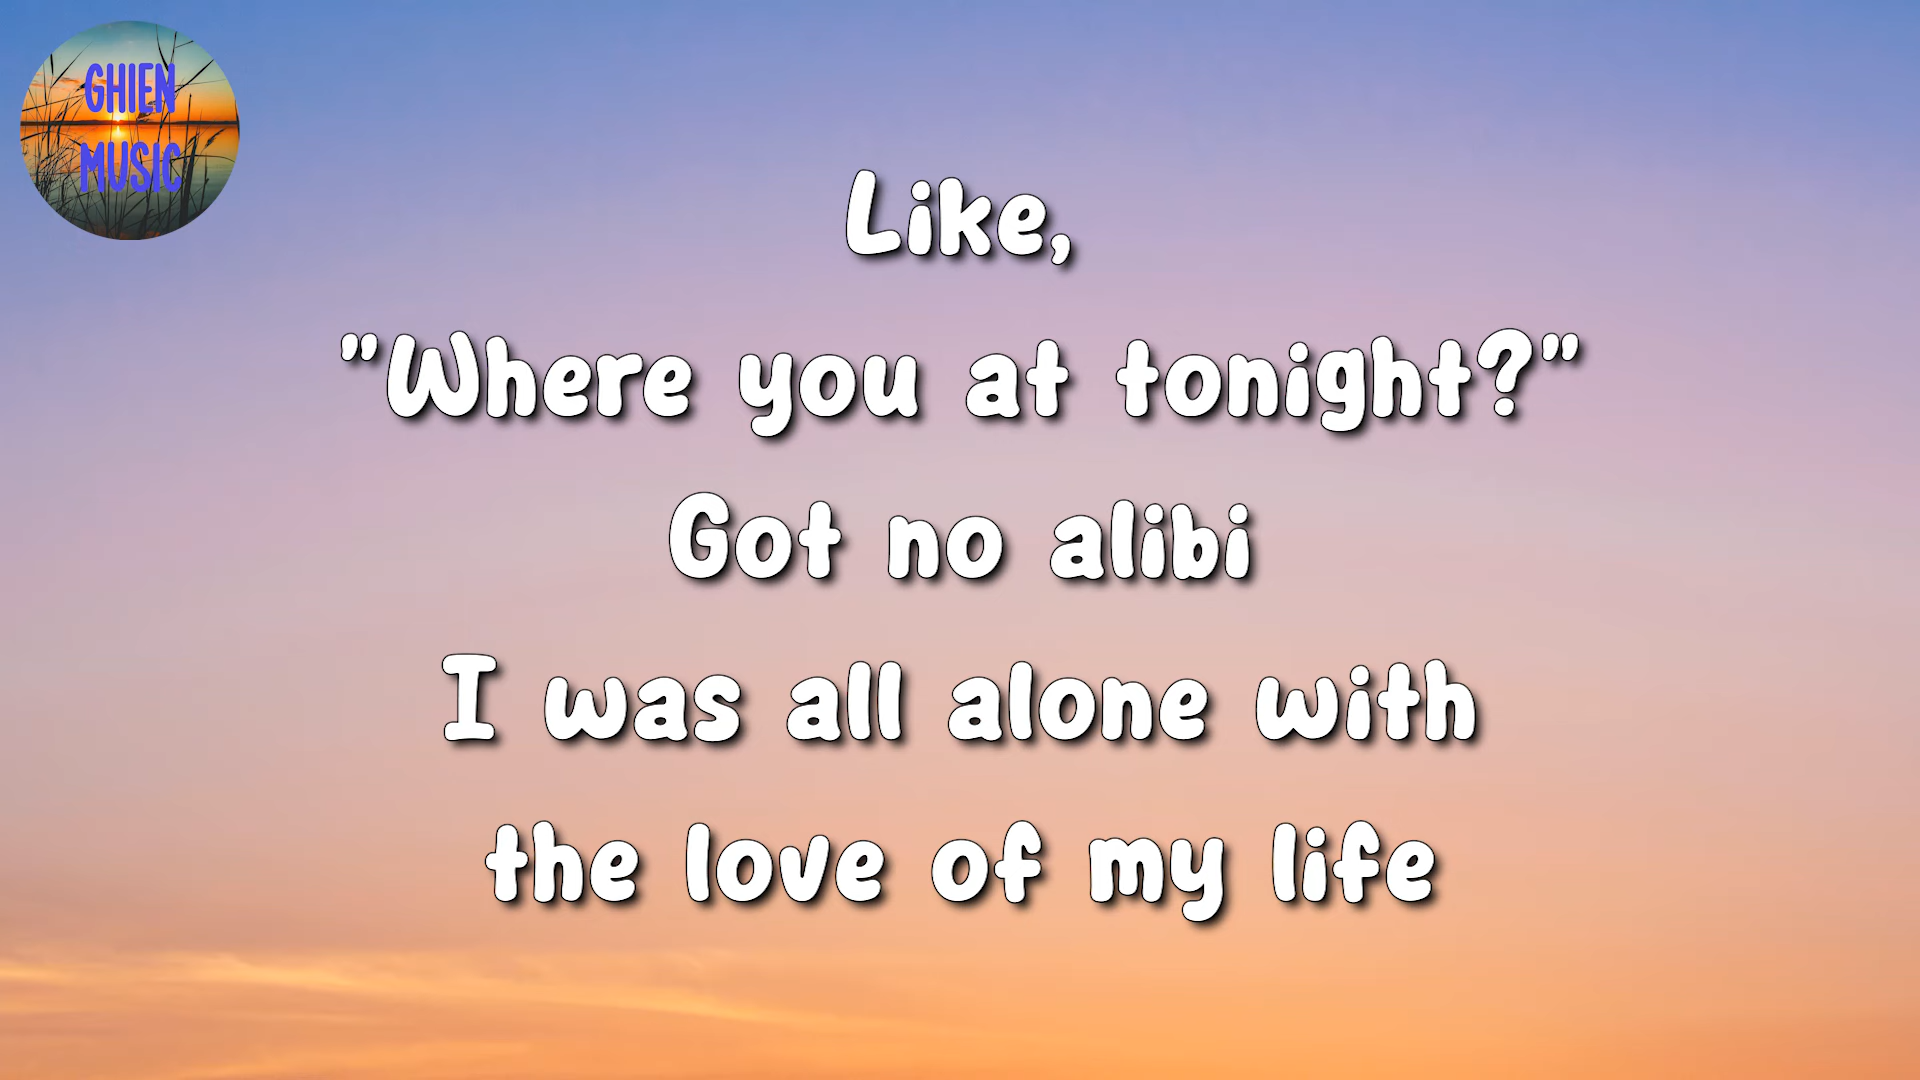 GHIEN
MUSIC
Like,
"Where you at tonight?"
Got no alibi
I was all alone with
the love of my life